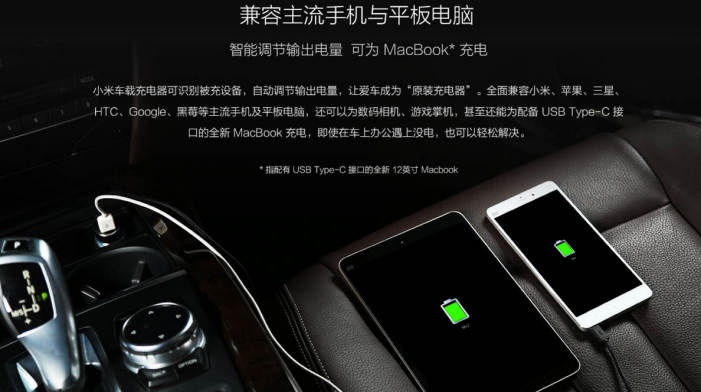 兼容主流手机与平板电脑
智能调节输出电量 可为 MacBook* 充电
小米车载充电器可识别被充设备，自动调节输出电量，让爱车成为“原装充电器”。全面兼容小米、苹果、三星、
HTC、Google、黑莓等主流手机及平板电脑，还可以为数码相机、游戏掌机，甚至还能为配备 USB Type-C 接
口的全新 MacBook 充电，即使在车上办公遇上没电，也可以轻松解决。
* 指配有 USB Type-C 接口的全新 12英寸 Macbook
MODE
P
R
N
D
M/S
+
OPTION